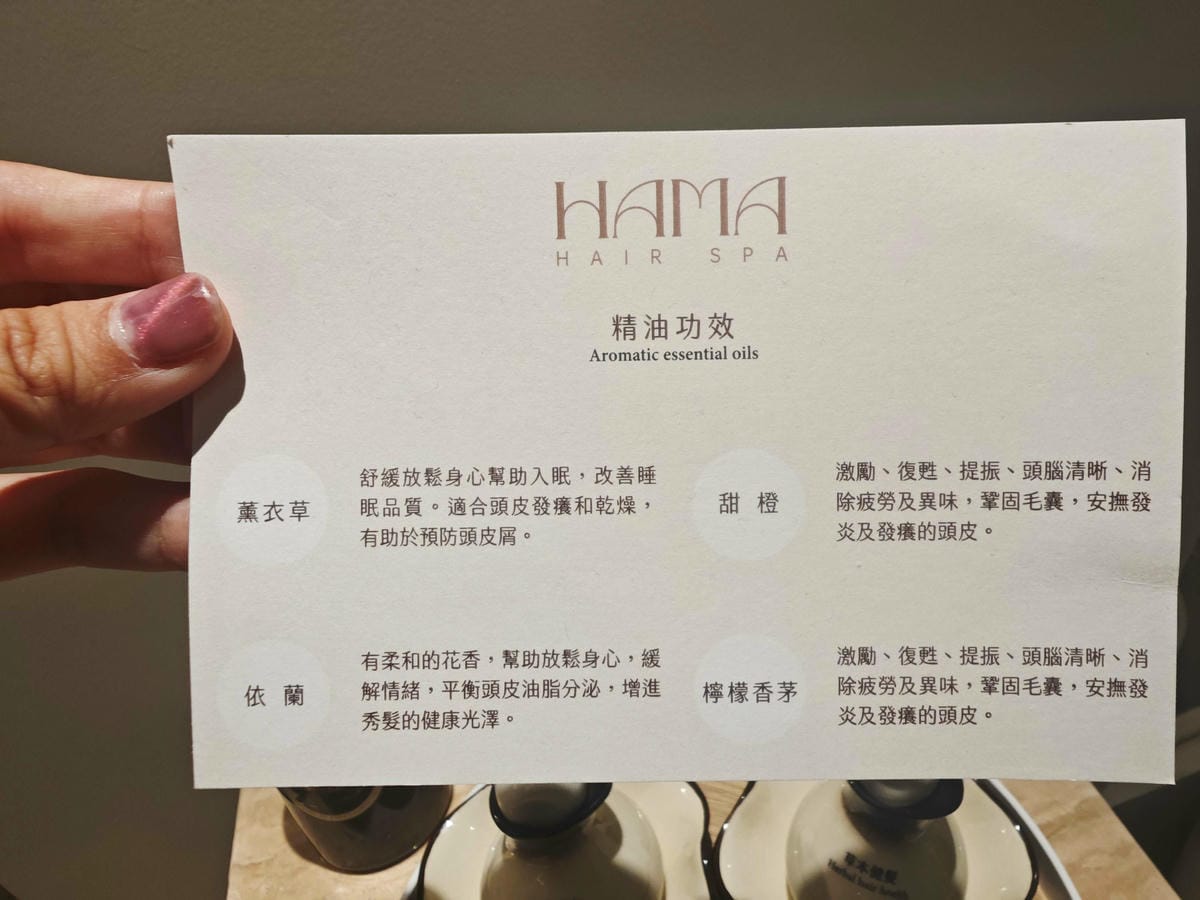 HAMA
HAIR SPA
精油功效
Aromatic essential oils
薰衣草
舒緩放鬆身心幫助入眠，改善睡
眠品質。適合頭皮發癢和乾燥，
有助於預防頭皮屑。
甜橙
激勵、復甦、提振、頭腦清晰、消
除疲勞及異味，鞏固毛囊，安撫發
炎及發癢的頭皮。
依蘭
有柔和的花香，幫助放鬆身心，緩
解情緒，平衡頭皮油脂分泌，增進
秀髮的健康光澤。
檸檬香茅
激勵、復甦、提振、頭腦清晰、消
除疲勞及異味，鞏固毛囊，安撫發
炎及發癢的頭皮。
草本健髮
Herbal hair health